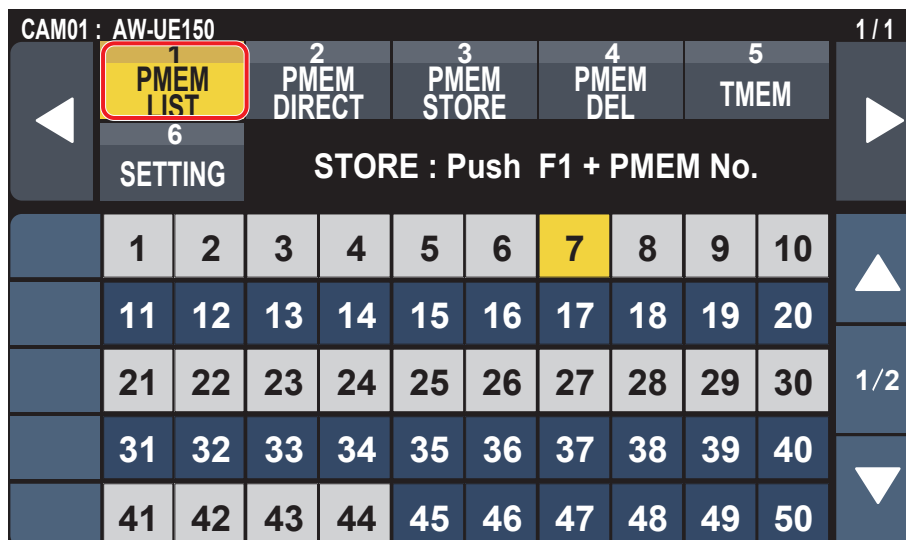 CAM01 : AW-UE150 1 / 1
1 2 3 4 5
PMEM LIST PMEM DIRECT PMEM STORE PMEM DEL TMEM
6
SETTING STORE : Push F1 + PMEM No.
1 2 3 4 5 6 7 8 9 10
11 12 13 14 15 16 17 18 19 20
21 22 23 24 25 26 27 28 29 30 1/2
31 32 33 34 35 36 37 38 39 40
41 42 43 44 45 46 47 48 49 50